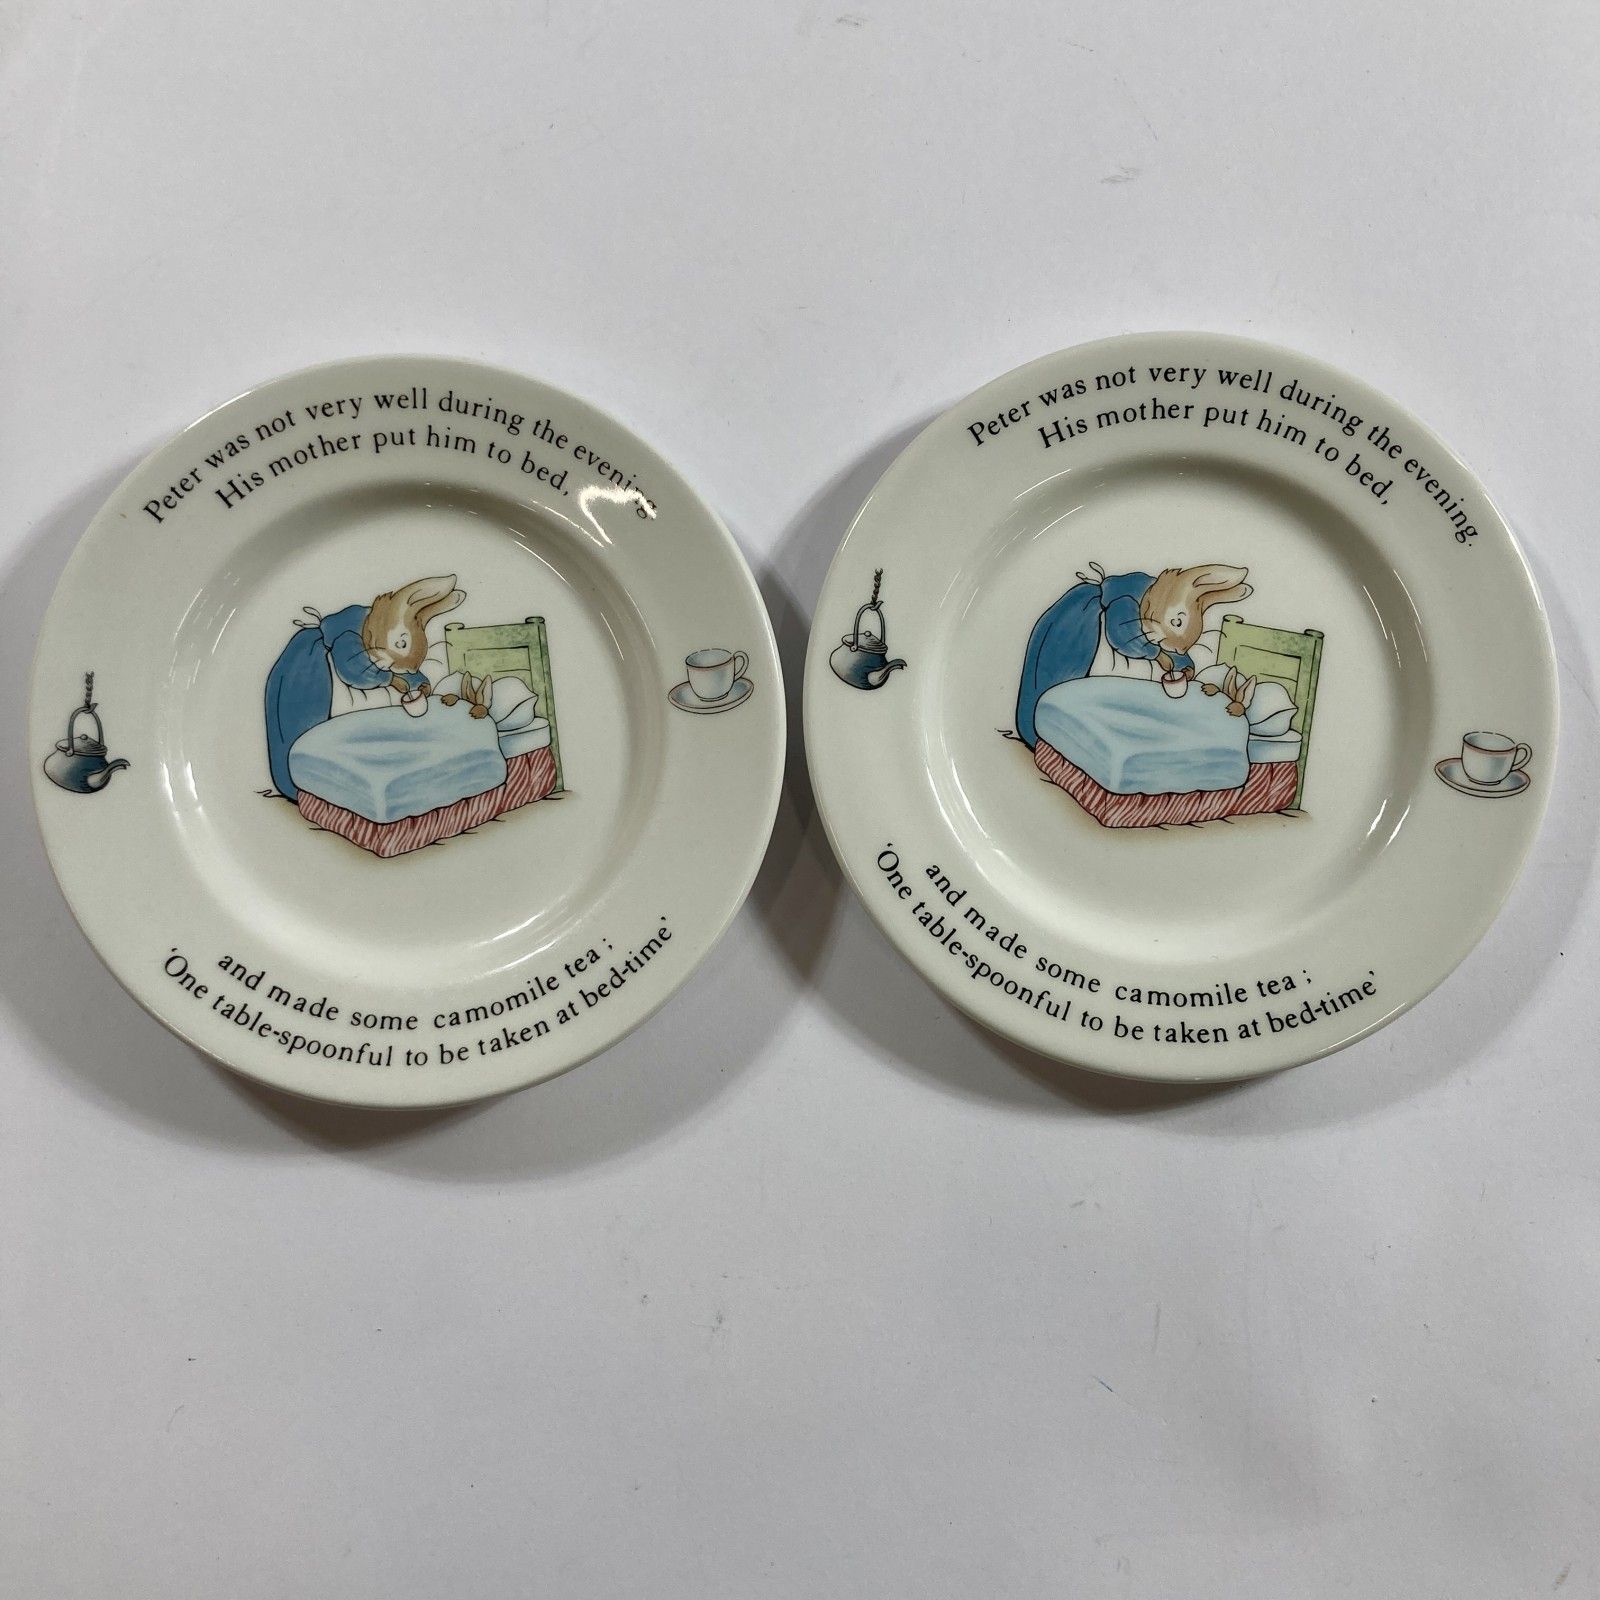 Peter was not very well during the evening
His mother put him to bed,
and made some camomile tea ;
'One table-spoonful to be taken at bed-time'
Peter was not very well during the evening.
His mother put him to bed,
and made some camomile tea ;
'One table-spoonful to be taken at bed-time'